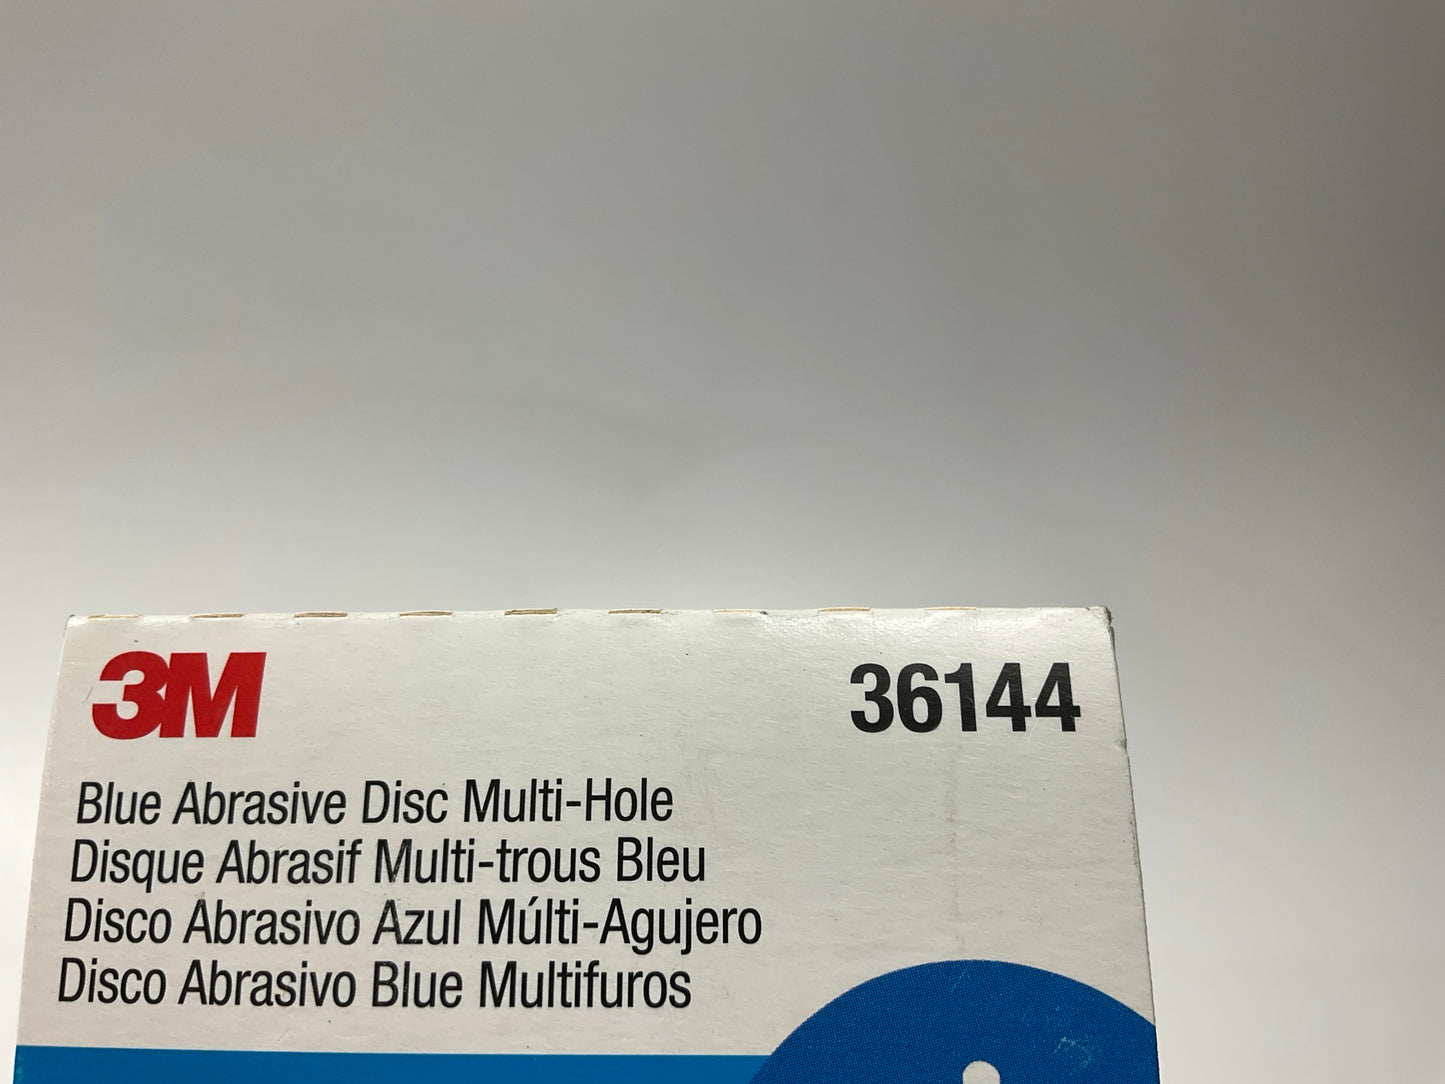 3M 36144
Blue Abrasive Disc Multi-Hole
Disque Abrasif Multi-trous Bleu
Disco Abrasivo Azul Múlti-Agujero
Disco Abrasivo Blue Multifuros